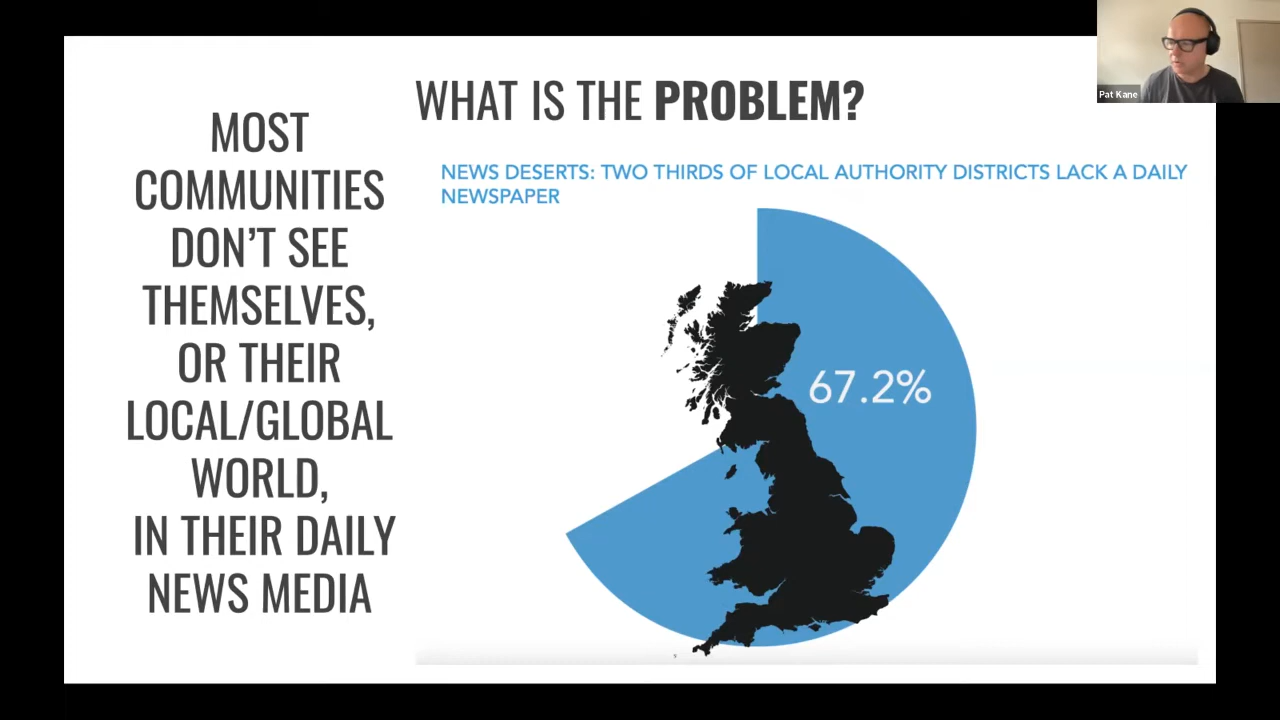 WHAT IS THE PROBLEM?
MOST
COMMUNITIES
DON'T SEE
THEMSELVES,
OR THEIR
LOCAL/GLOBAL
WORLD,
IN THEIR DAILY
NEWS MEDIA
NEWS DESERTS: TWO THIRDS OF LOCAL AUTHORITY DISTRICTS LACK A DAILY
NEWSPAPER
67.2%
Pat Kane